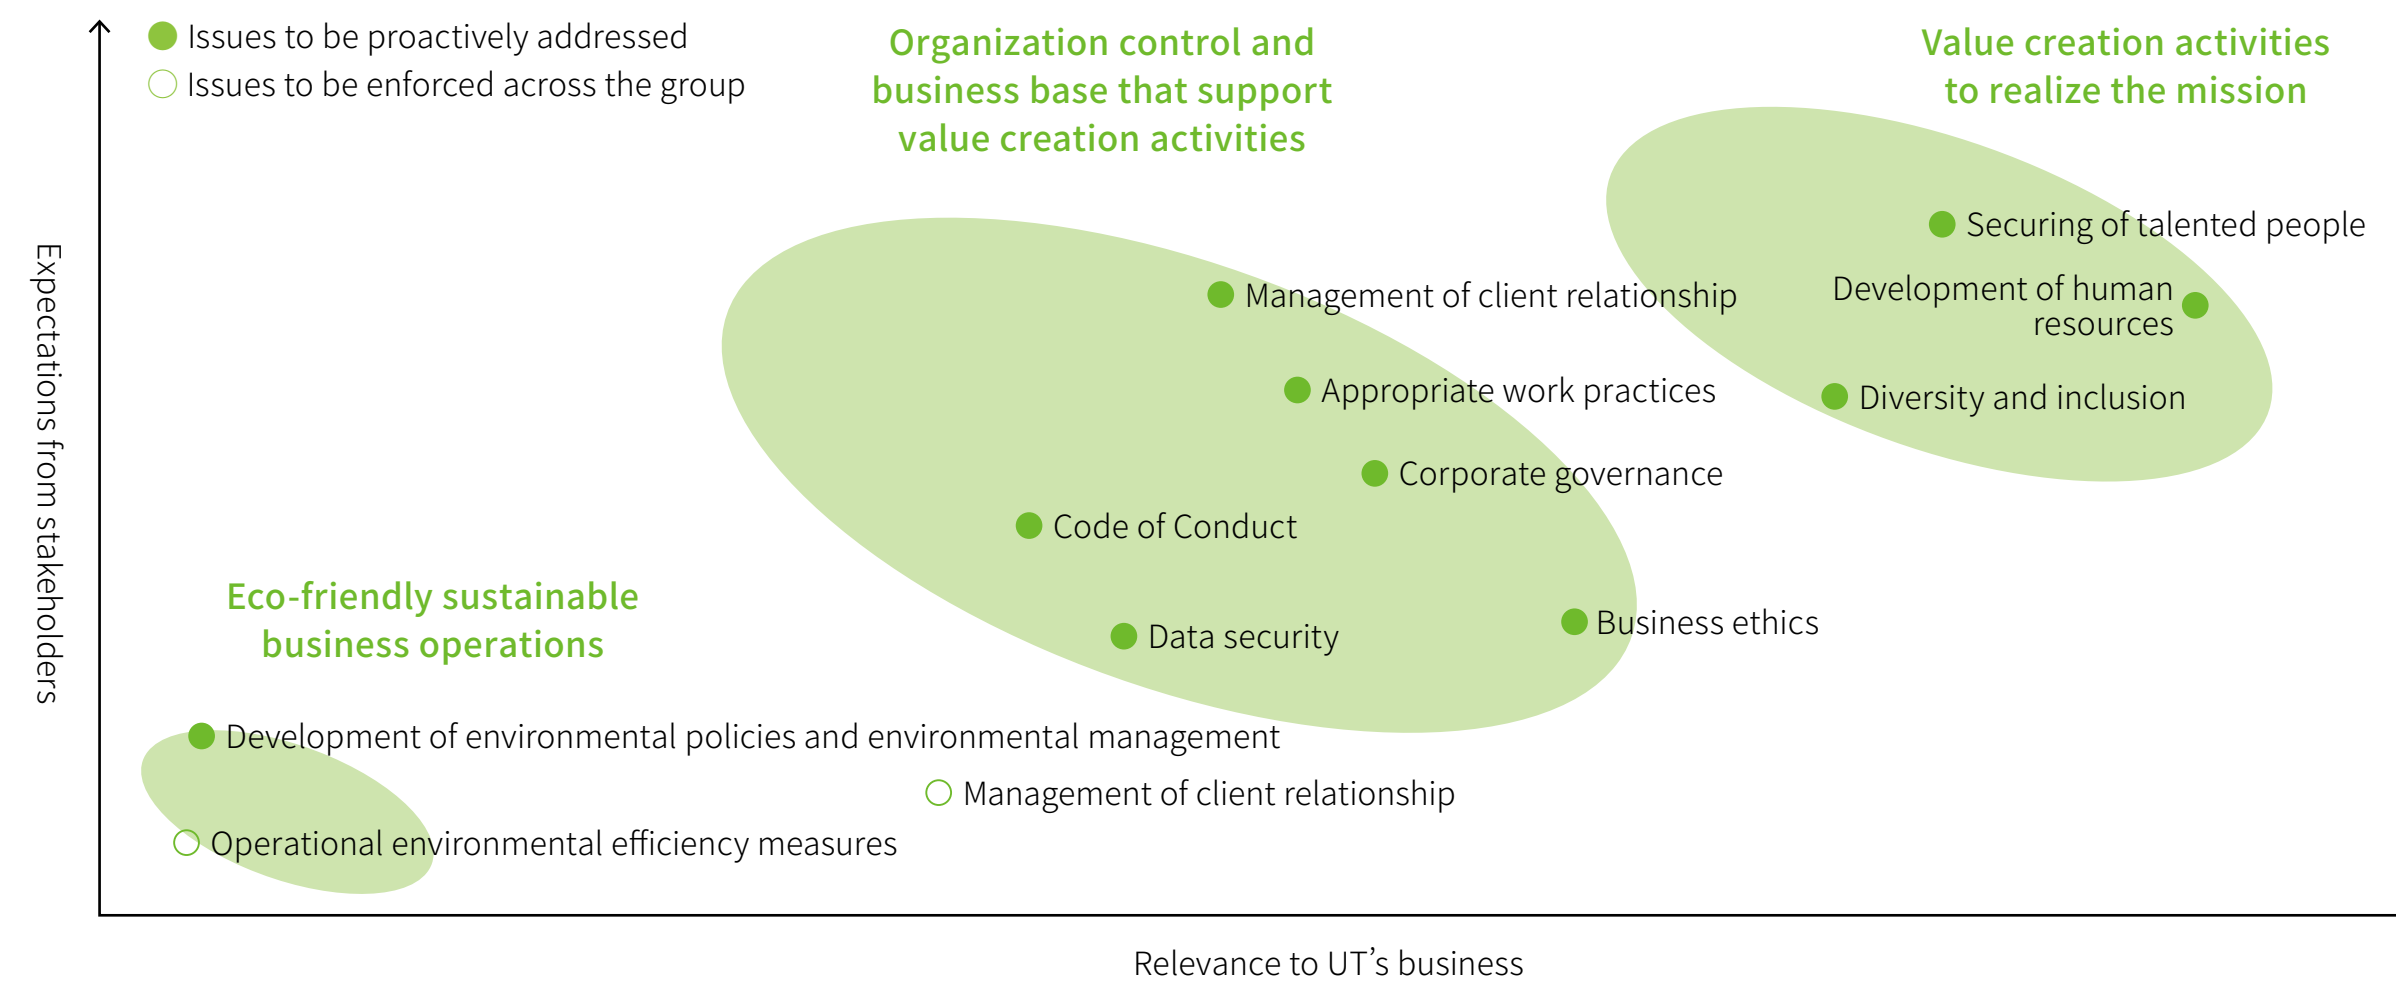 Issues to be proactively addressed
Issues to be enforced across the group
Organization control and
business base that support
value creation activities
Value creation activities
to realize the mission
Securing of talented people
Development of human
resources
Diversity and inclusion
Management of client relationship
Appropriate work practices
Corporate governance
Code of Conduct
Business ethics
Data security
Eco-friendly sustainable
business operations
Development of environmental policies and environmental management
Management of client relationship
Operational environmental efficiency measures
Expectations from stakeholders
Relevance to UT’s business